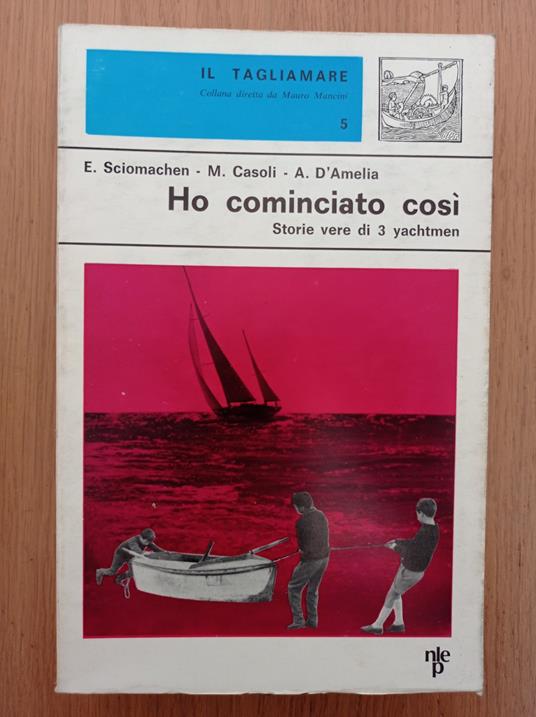 IL TAGLIAMARE
Collana diretta da Mauro Mancini
5
E. Sciomachen - M. Casoli - A. D'Amelia
Ho cominciato così
Storie vere di 3 yachtmen
nle
p